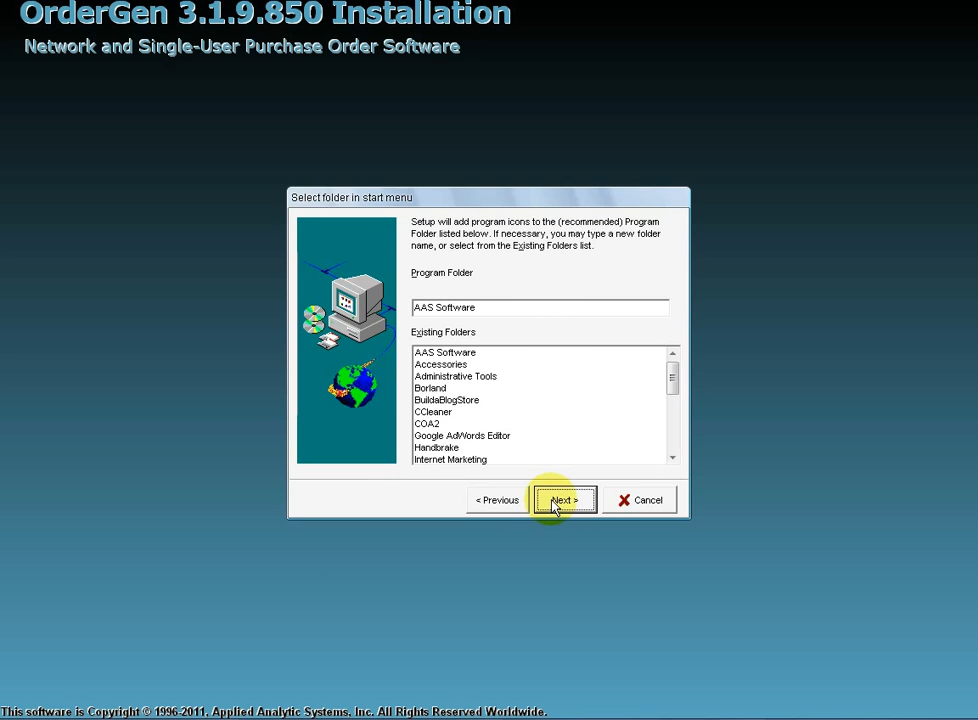 OrderGen 3.1.9.850 Installation
Network and Single-User Purchase Order Software
Select folder in start menu
Setup will add program icons to the (recommended) Program
Folder listed below. If necessary, you may type a new folder
name, or select from the Existing Folders list.
Program Folder
AAS Software
Existing Folders
AAS Software
Accessories
Administrative Tools
Borland
BuildaBlogStore
CCleaner
COA2
Google AdWords Editor
Handbrake
Internet Marketing
< Previous
Next >
Cancel
This software is Copyright © 1996-2011. Applied Analytic Systems, Inc. All Rights Reserved Worldwide.